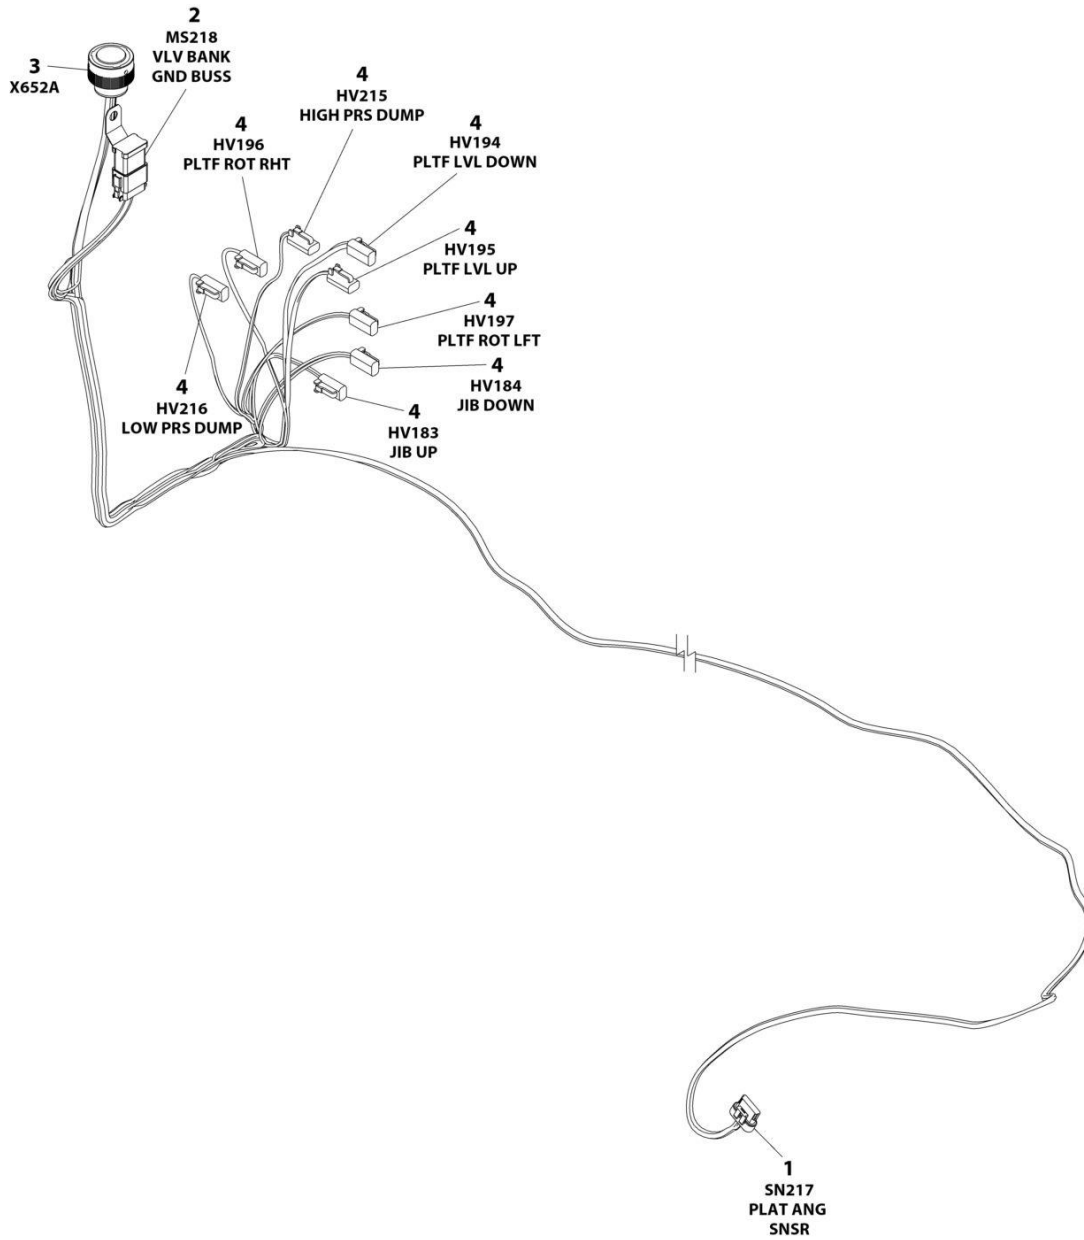 2
MS218
VLV BANK
GND BUSS
3
X652A
4
HV215
HIGH PRS DUMP
4
HV196
PLTF ROT RHT
4
HV194
PLTF LVL DOWN
4
HV195
PLTF LVL UP
4
HV197
PLTF ROT LFT
4
HV184
JIB DOWN
4
HV216
LOW PRS DUMP
4
HV183
JIB UP
1
SN217
PLAT ANG
SNSR